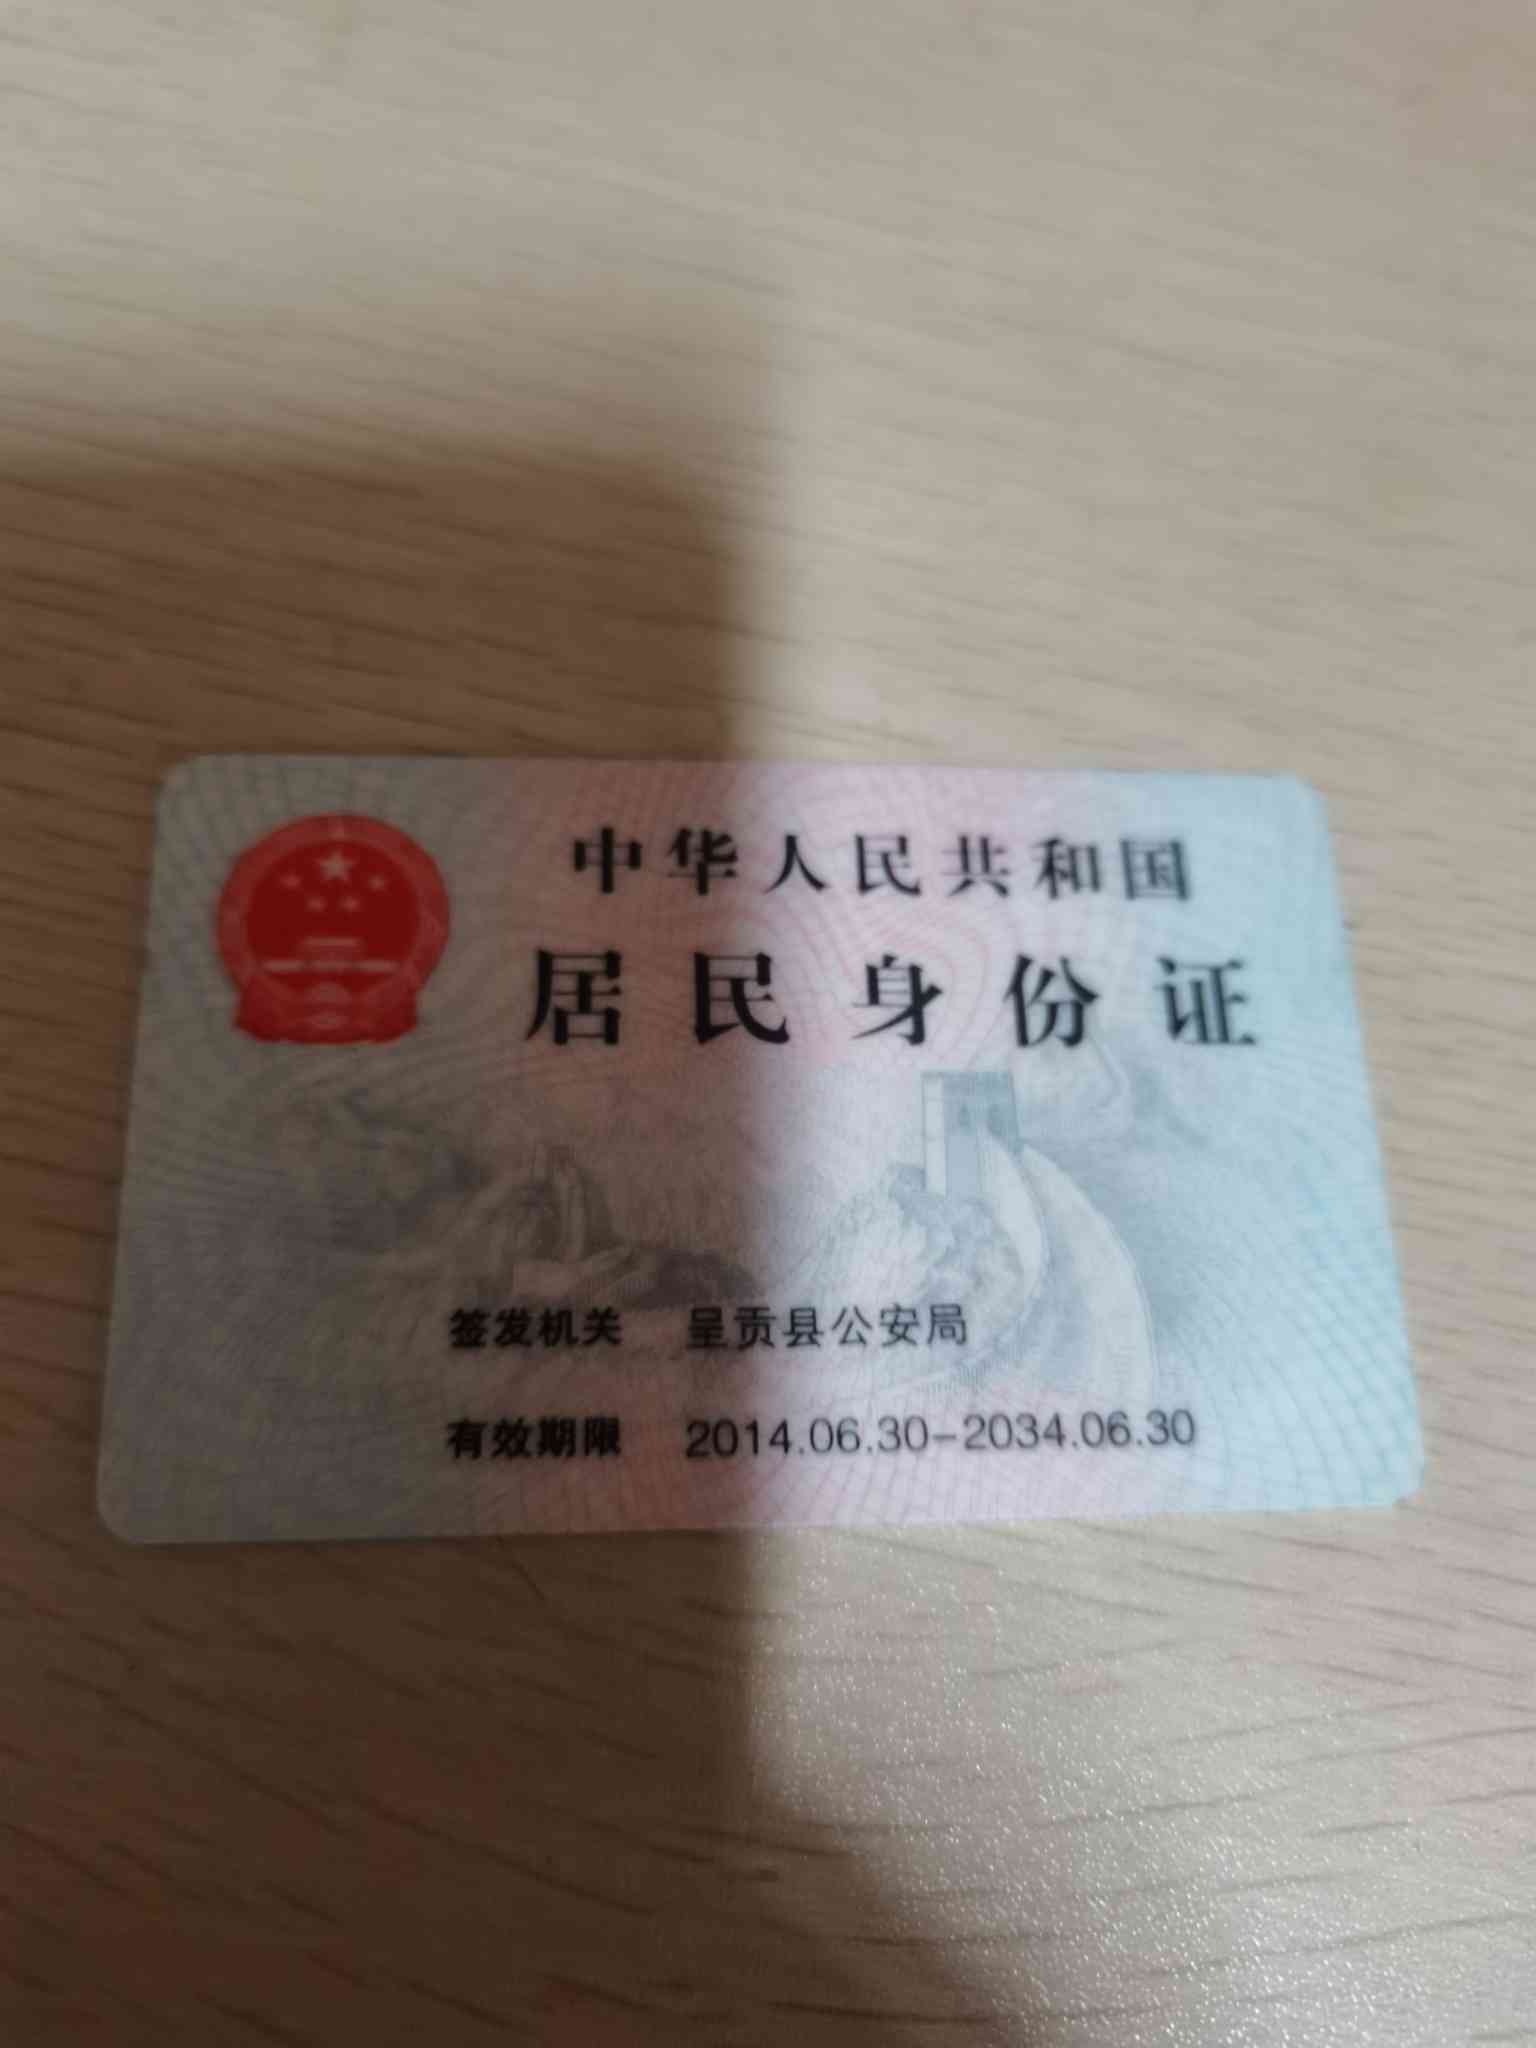 中华人民共和国
居民身份证
签发机关 呈贡县公安局
有效期限 2014.06.30-2034.06.30